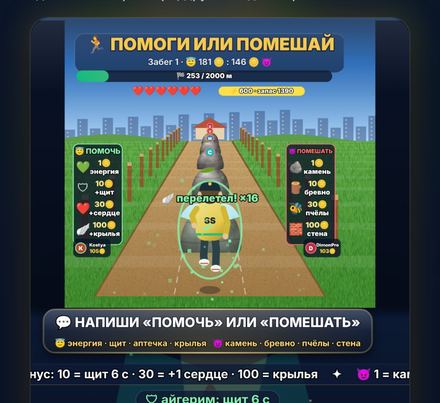 🏃 ПОМОГИ ИЛИ ПОМЕШАЙ
Забег 1 · 😇 181 🪙 : 146 🪙 😈
🏁 253 / 2000 м
600 · запас 1390
😇 ПОМОЧЬ
1🪙
энергия
10🪙
+щит
30🪙
+сердце
100🪙
+крылья
K Kostya
105🪙
😈 ПОМЕШАТЬ
1🪙
камень
10🪙
бревно
30🪙
пчёлы
100🪙
стена
D DimonPro
103🪙
перелетел! ×16
GS
💬 НАПИШИ «ПОМОЧЬ» ИЛИ «ПОМЕШАТЬ»
😇 энергия · щит · аптечка · крылья 😈 камень · бревно · пчёлы · стена
нус: 10 = щит 6 с · 30 = +1 сердце · 100 = крылья ✦ 😈 1 = кам
🛡 айгерим: щит 6 с